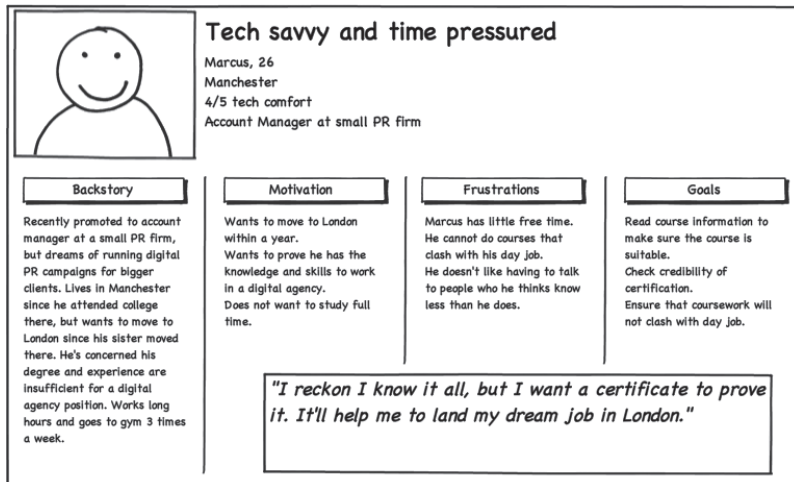 Tech savvy and time pressured
Marcus, 26
Manchester
4/5 tech comfort
Account Manager at small PR firm
Backstory
Recently promoted to account
manager at a small PR firm,
but dreams of running digital
PR campaigns for bigger
clients. Lives in Manchester
since he attended college
there, but wants to move to
London since his sister moved
there. He's concerned his
degree and experience are
insufficient for a digital
agency position. Works long
hours and goes to gym 3 times
a week.
Motivation
Wants to move to London
within a year.
Wants to prove he has the
knowledge and skills to work
in a digital agency.
Does not want to study full
time.
Frustrations
Marcus has little free time.
He cannot do courses that
clash with his day job.
He doesn't like having to talk
to people who he thinks know
less than he does.
Goals
Read course information to
make sure the course is
suitable.
Check credibility of
certification.
Ensure that coursework will
not clash with day job.
"I reckon I know it all, but I want a certificate to prove
it. It'll help me to land my dream job in London."